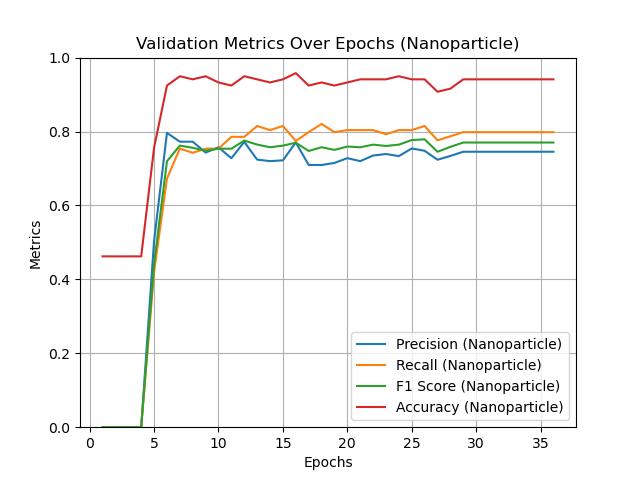 Validation Metrics Over Epochs (Nanoparticle)
1.0
0.8
0.6
0.4
0.2
0.0
Metrics
0 5 10 15 20 25 30 35
Epochs
Precision (Nanoparticle)
Recall (Nanoparticle)
F1 Score (Nanoparticle)
Accuracy (Nanoparticle)